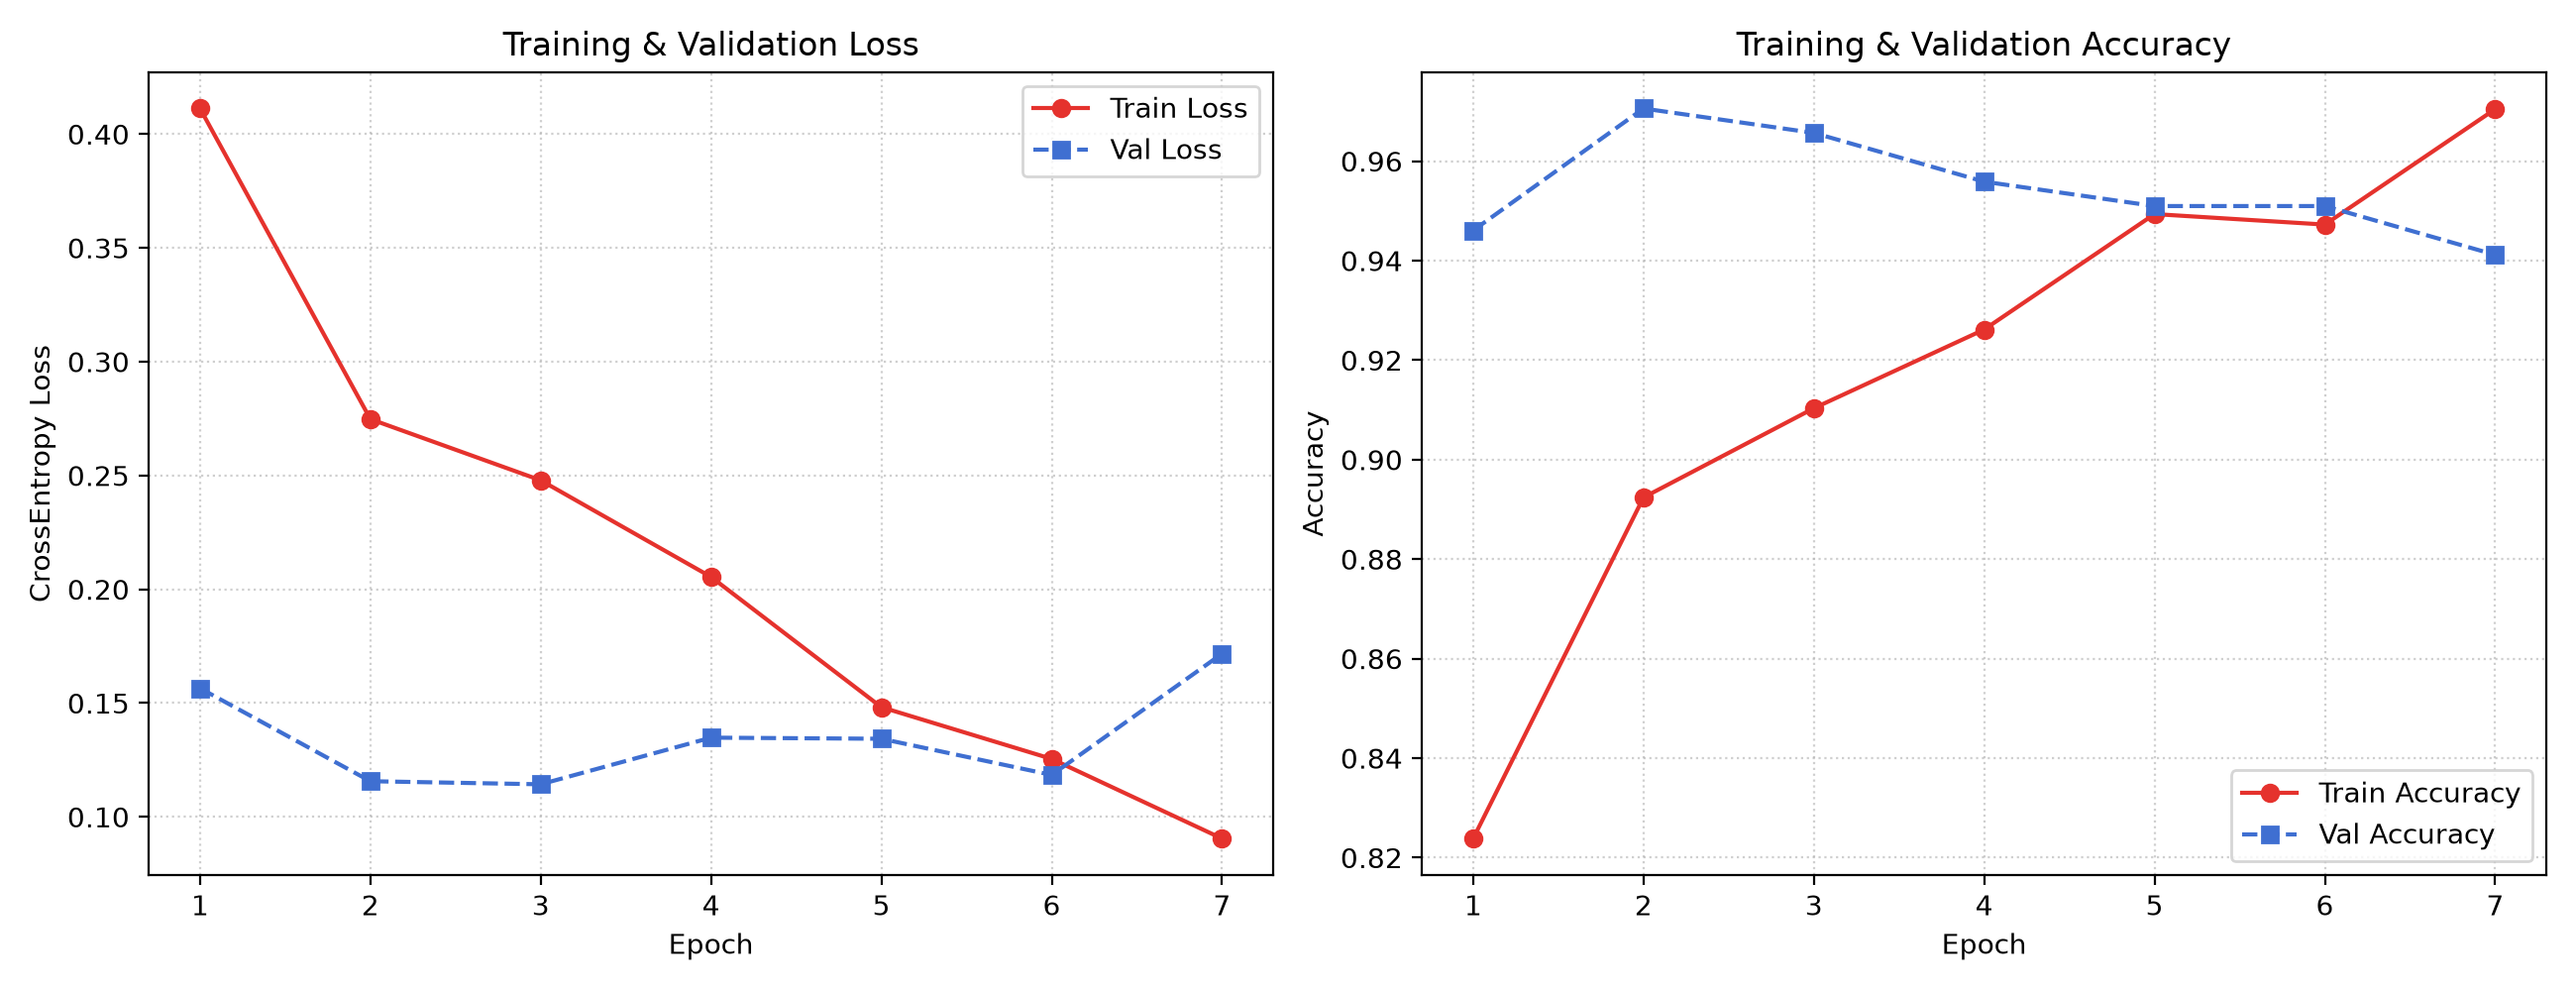 Training & Validation Loss
CrossEntropy Loss
0.40
0.35
0.30
0.25
0.20
0.15
0.10
Train Loss
Val Loss
1 2 3 4 5 6 7
Epoch
Training & Validation Accuracy
Accuracy
0.96
0.94
0.92
0.90
0.88
0.86
0.84
0.82
Train Accuracy
Val Accuracy
1 2 3 4 5 6 7
Epoch